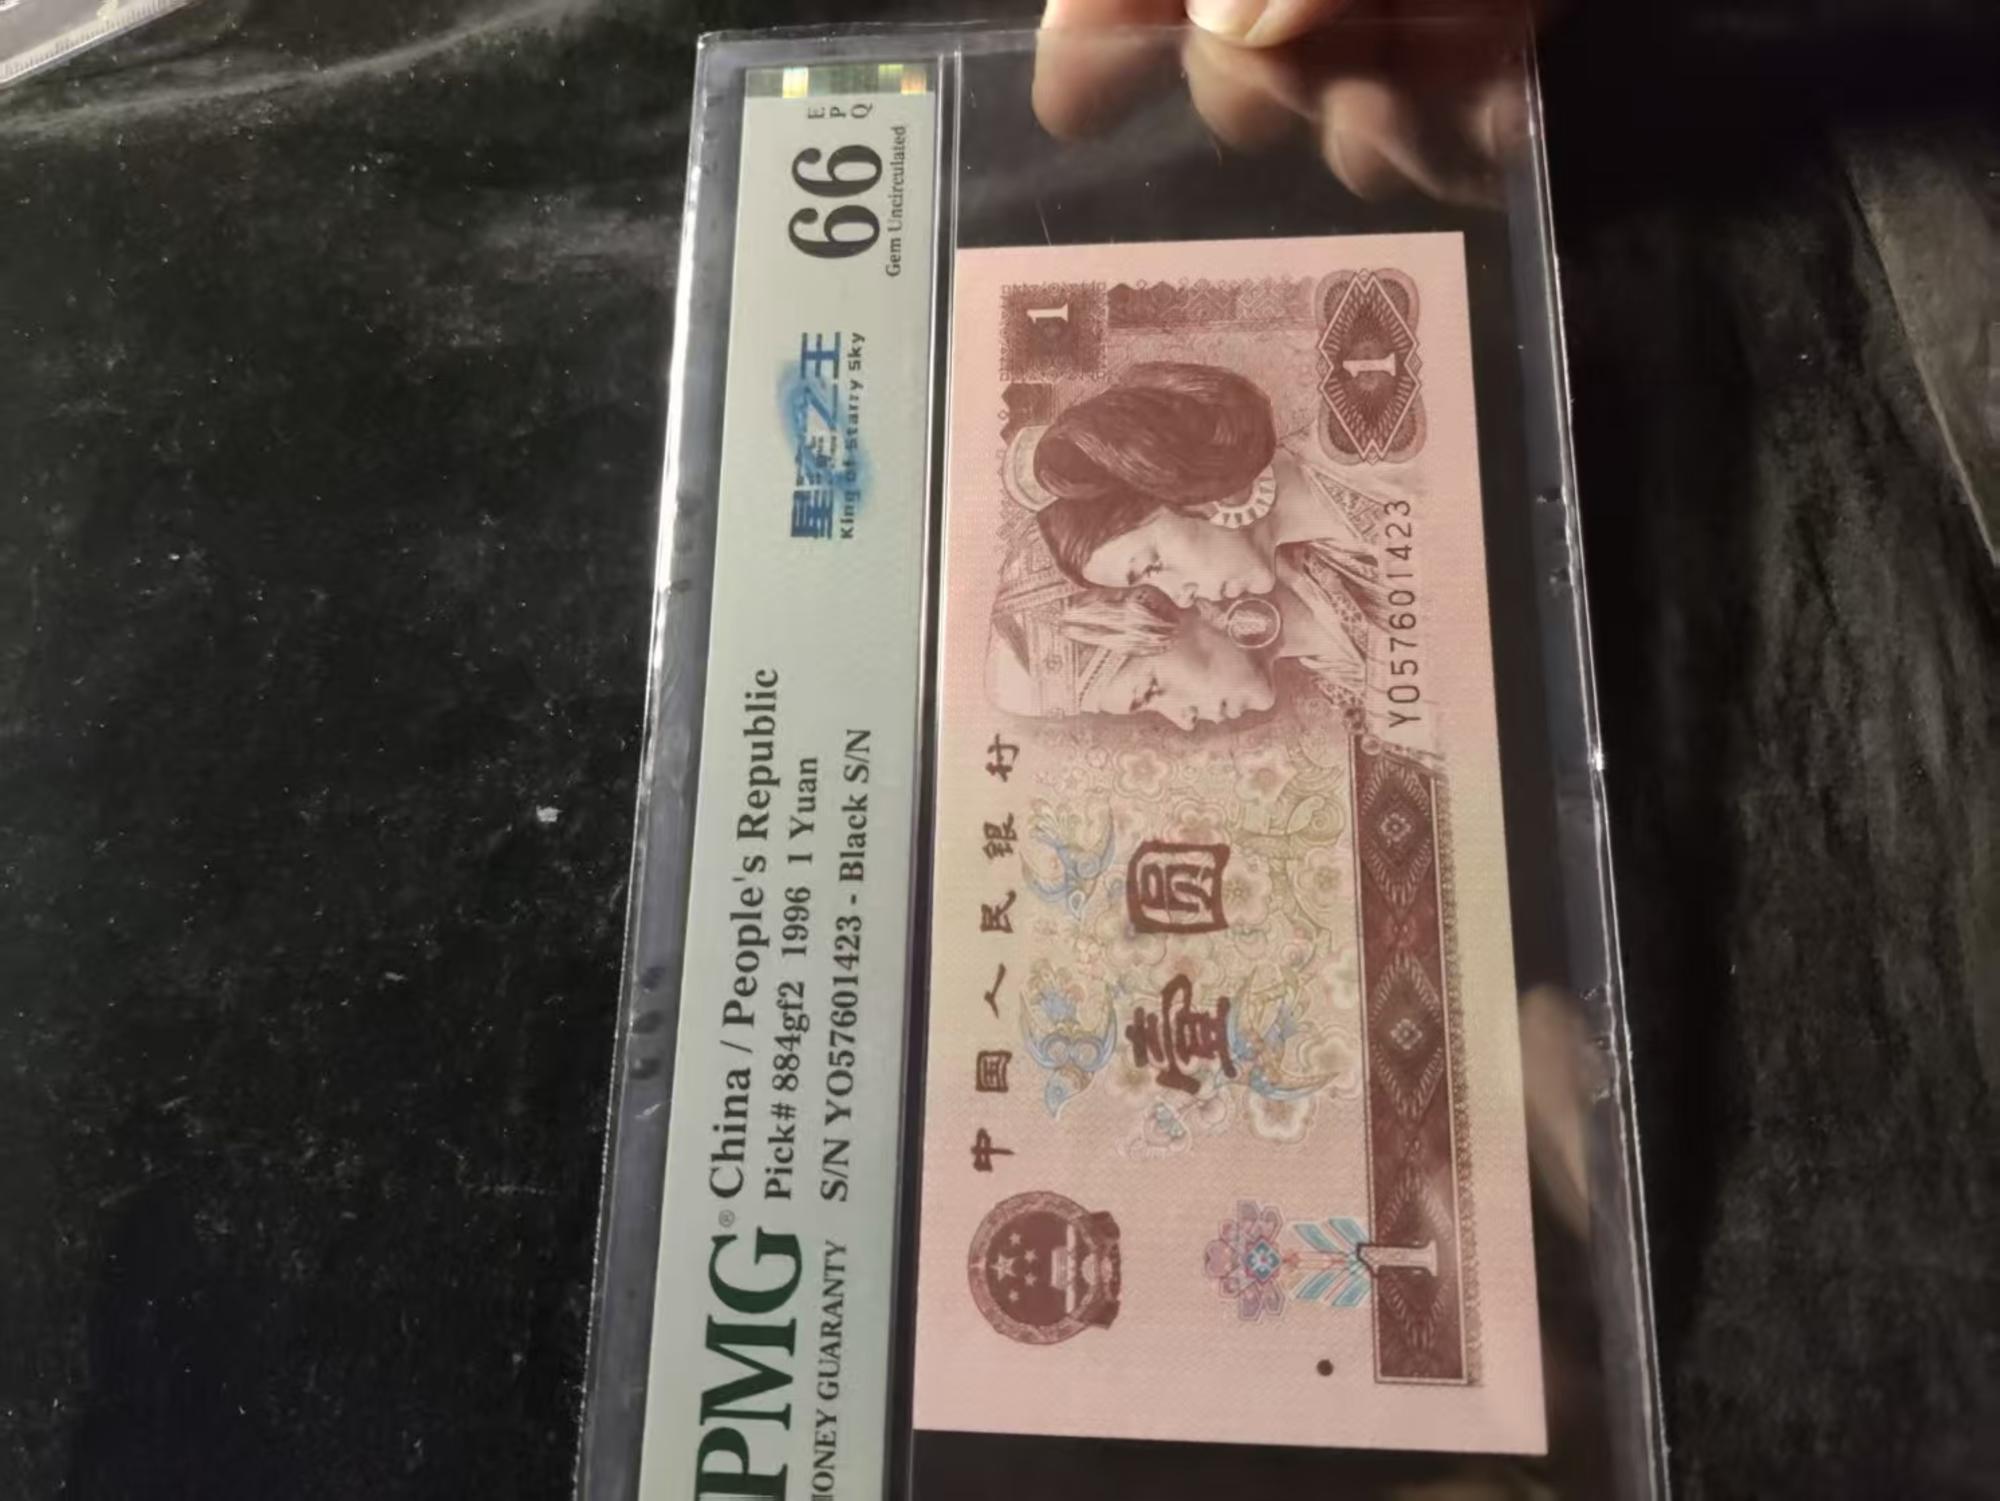 PMG®
MONEY GUARANTY
China / People's Republic
Pick# 884gf2 1996 1 Yuan
S/N YO57601423 - Black S/N
星空之王
King of Starry Sky
66
EPQ
Gem Uncirculated
中国人民银行
1
壹圆
YO57601423
1
1